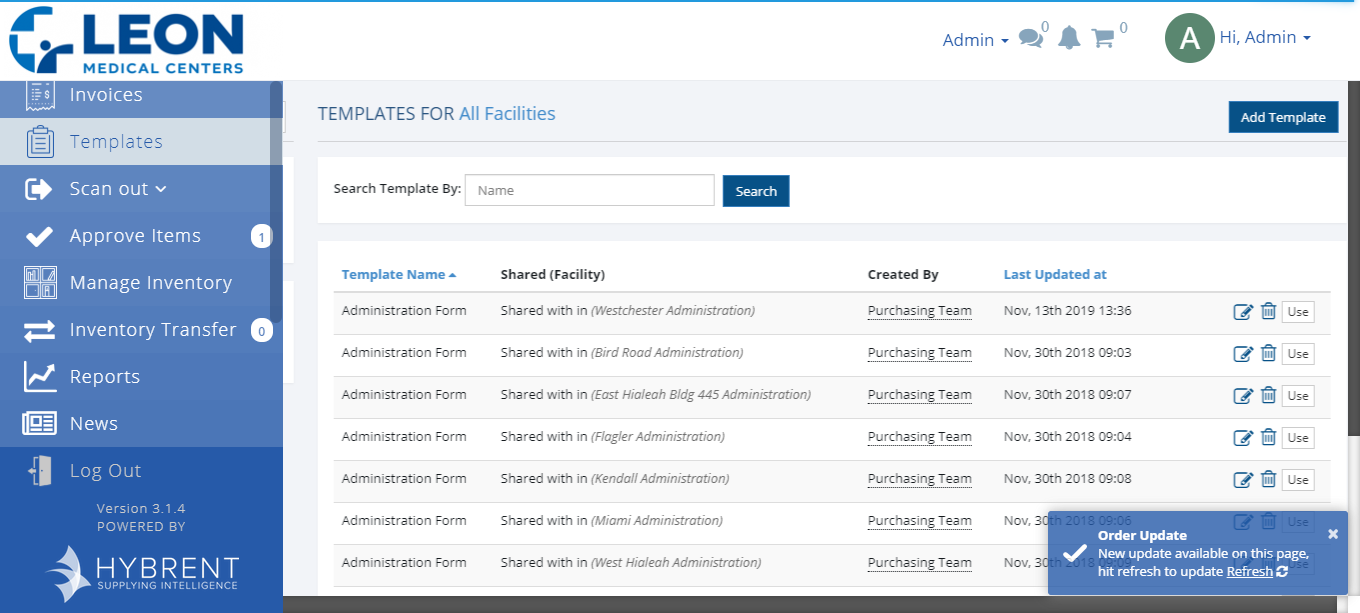 LEON
MEDICAL CENTERS
Admin
0
0
A
Hi, Admin
Invoices
Templates
Scan out
Approve Items
1
Manage Inventory
Inventory Transfer
0
Reports
News
Log Out
Version 3.1.4
POWERED BY
HYBRENT
SUPPLYING INTELLIGENCE
TEMPLATES FOR All Facilities
Add Template
Search Template By:
Name
Search
Template Name Shared (Facility) Created By Last Updated at
Administration Form Shared with in (Westchester Administration) Purchasing Team Nov, 13th 2019 13:36 Use
Administration Form Shared with in (Bird Road Administration) Purchasing Team Nov, 30th 2018 09:03 Use
Administration Form Shared with in (East Hialeah Bldg 445 Administration) Purchasing Team Nov, 30th 2018 09:07 Use
Administration Form Shared with in (Flagler Administration) Purchasing Team Nov, 30th 2018 09:04 Use
Administration Form Shared with in (Kendall Administration) Purchasing Team Nov, 30th 2018 09:08 Use
Administration Form Shared with in (Miami Administration) Purchasing Team Nov, 30th 2018 09:06 Use
Administration Form Shared with in (West Hialeah Administration) Purchasing Team Nov, 30th 2018 09:09 Use
Order Update
New update available on this page,
hit refresh to update Refresh